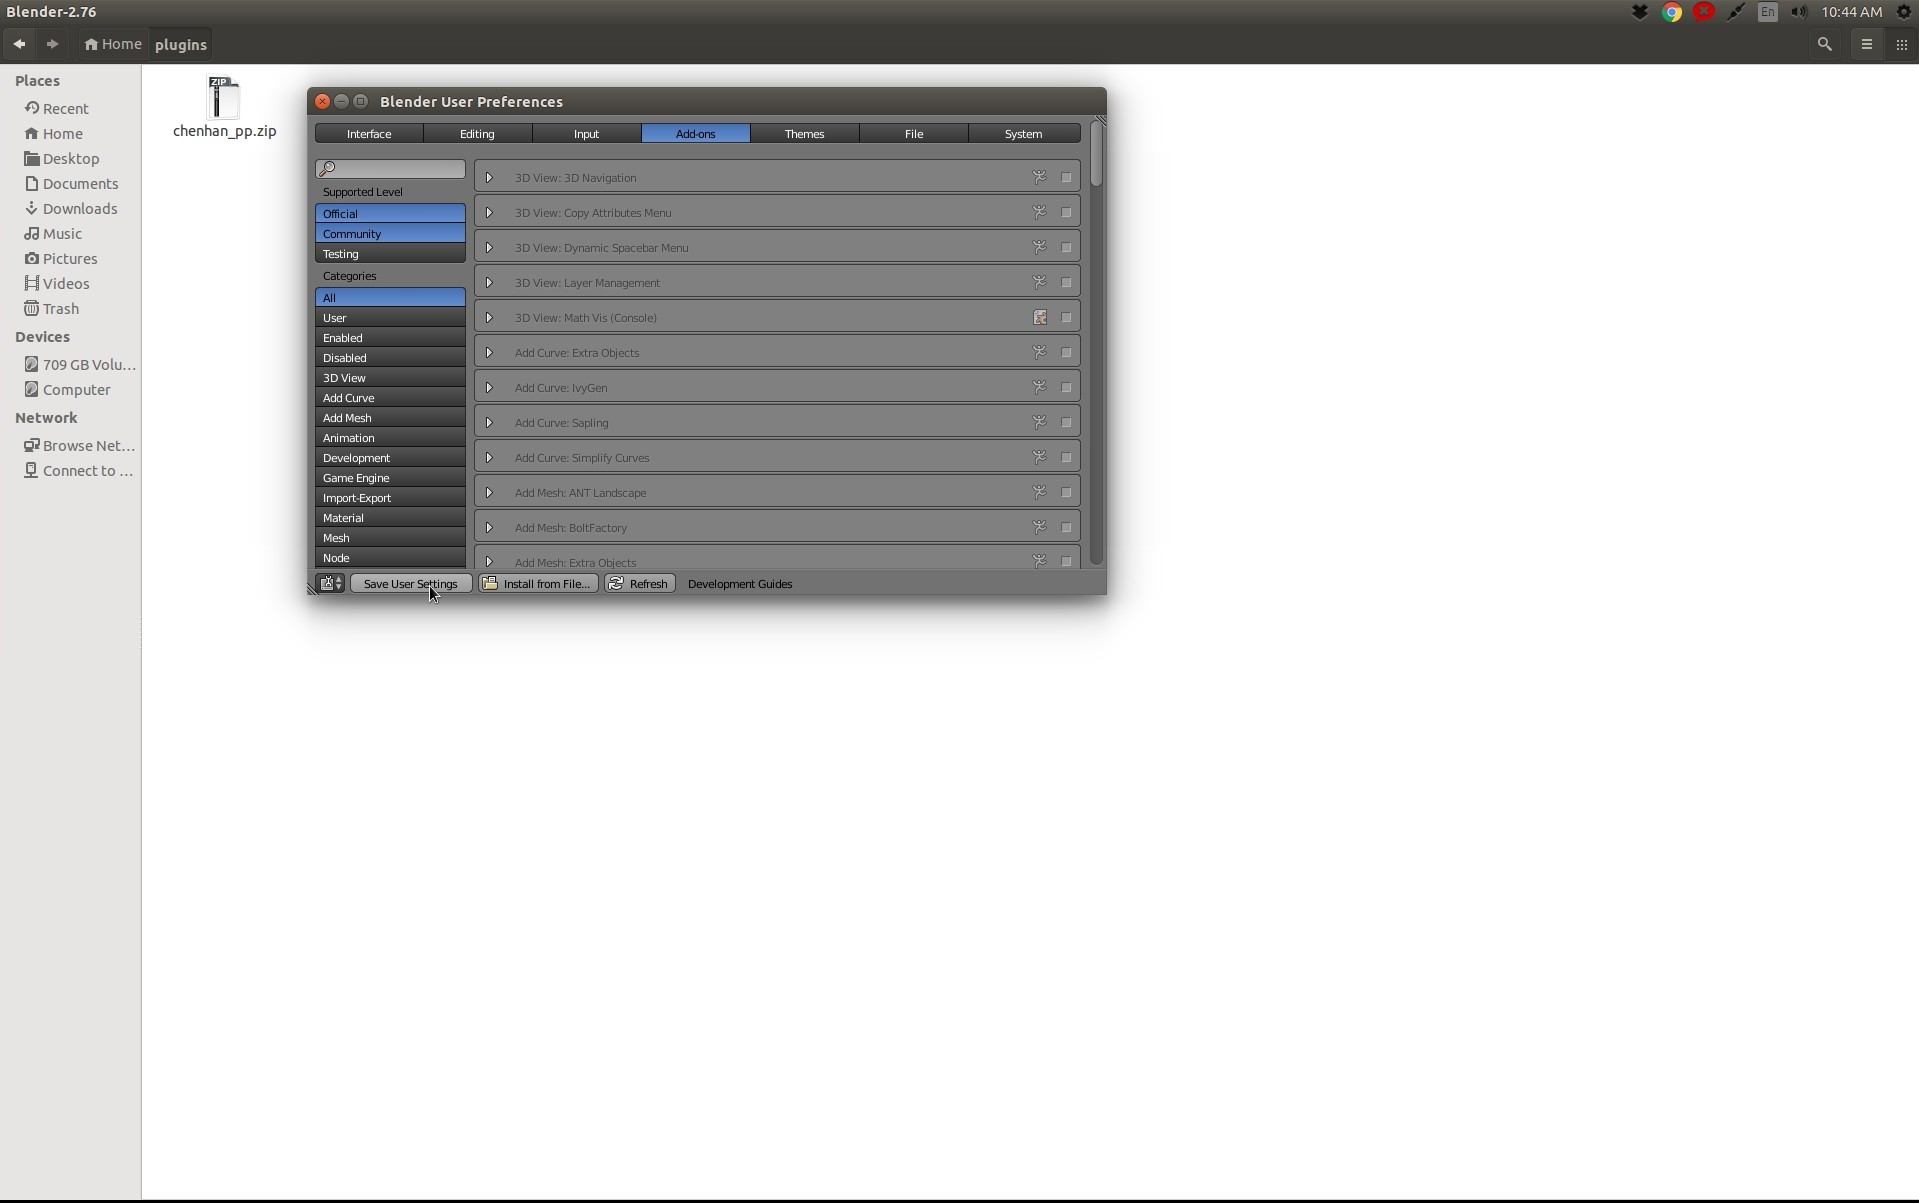 Blender-2.76
En
10:44 AM
Home
plugins
Places
Recent
Home
Desktop
Documents
Downloads
Music
Pictures
Videos
Trash
Devices
709 GB Volu...
Computer
Network
Browse Net...
Connect to ...
ZIP
chenhan_pp.zip
Blender User Preferences
Interface
Editing
Input
Add-ons
Themes
File
System
Supported Level
Official
Community
Testing
Categories
All
User
Enabled
Disabled
3D View
Add Curve
Add Mesh
Animation
Development
Game Engine
Import-Export
Material
Mesh
Node
3D View: 3D Navigation
3D View: Copy Attributes Menu
3D View: Dynamic Spacebar Menu
3D View: Layer Management
3D View: Math Vis (Console)
Add Curve: Extra Objects
Add Curve: IvyGen
Add Curve: Sapling
Add Curve: Simplify Curves
Add Mesh: ANT Landscape
Add Mesh: BoltFactory
Add Mesh: Extra Objects
Save User Settings
Install from File...
Refresh
Development Guides